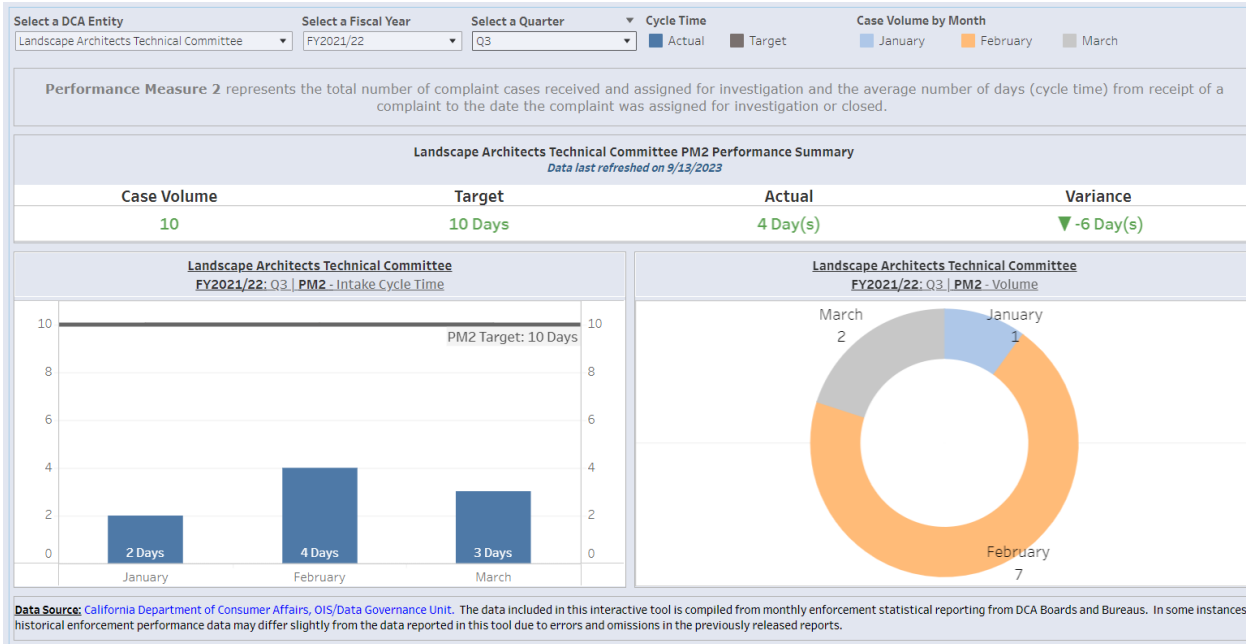 Select a DCA Entity
Landscape Architects Technical Committee
Select a Fiscal Year
FY2021/22
Select a Quarter
Q3
Cycle Time
Actual
Target
Case Volume by Month
January
February
March
Performance Measure 2 represents the total number of complaint cases received and assigned for investigation and the average number of days (cycle time) from receipt of a
complaint to the date the complaint was assigned for investigation or closed.
Landscape Architects Technical Committee PM2 Performance Summary
Data last refreshed on 9/13/2023
Case Volume
Target
Actual
Variance
10
10 Days
4 Day(s)
▼ -6 Day(s)
Landscape Architects Technical Committee
FY2021/22: Q3 | PM2 - Intake Cycle Time
10
8
6
4
2
0
PM2 Target: 10 Days
10
8
6
4
2
0
2 Days
4 Days
3 Days
January
February
March
Landscape Architects Technical Committee
FY2021/22: Q3 | PM2 - Volume
March
2
January
1
February
7
Data Source: California Department of Consumer Affairs, OIS/Data Governance Unit. The data included in this interactive tool is compiled from monthly enforcement statistical reporting from DCA Boards and Bureaus. In some instances
historical enforcement performance data may differ slightly from the data reported in this tool due to errors and omissions in the previously released reports.